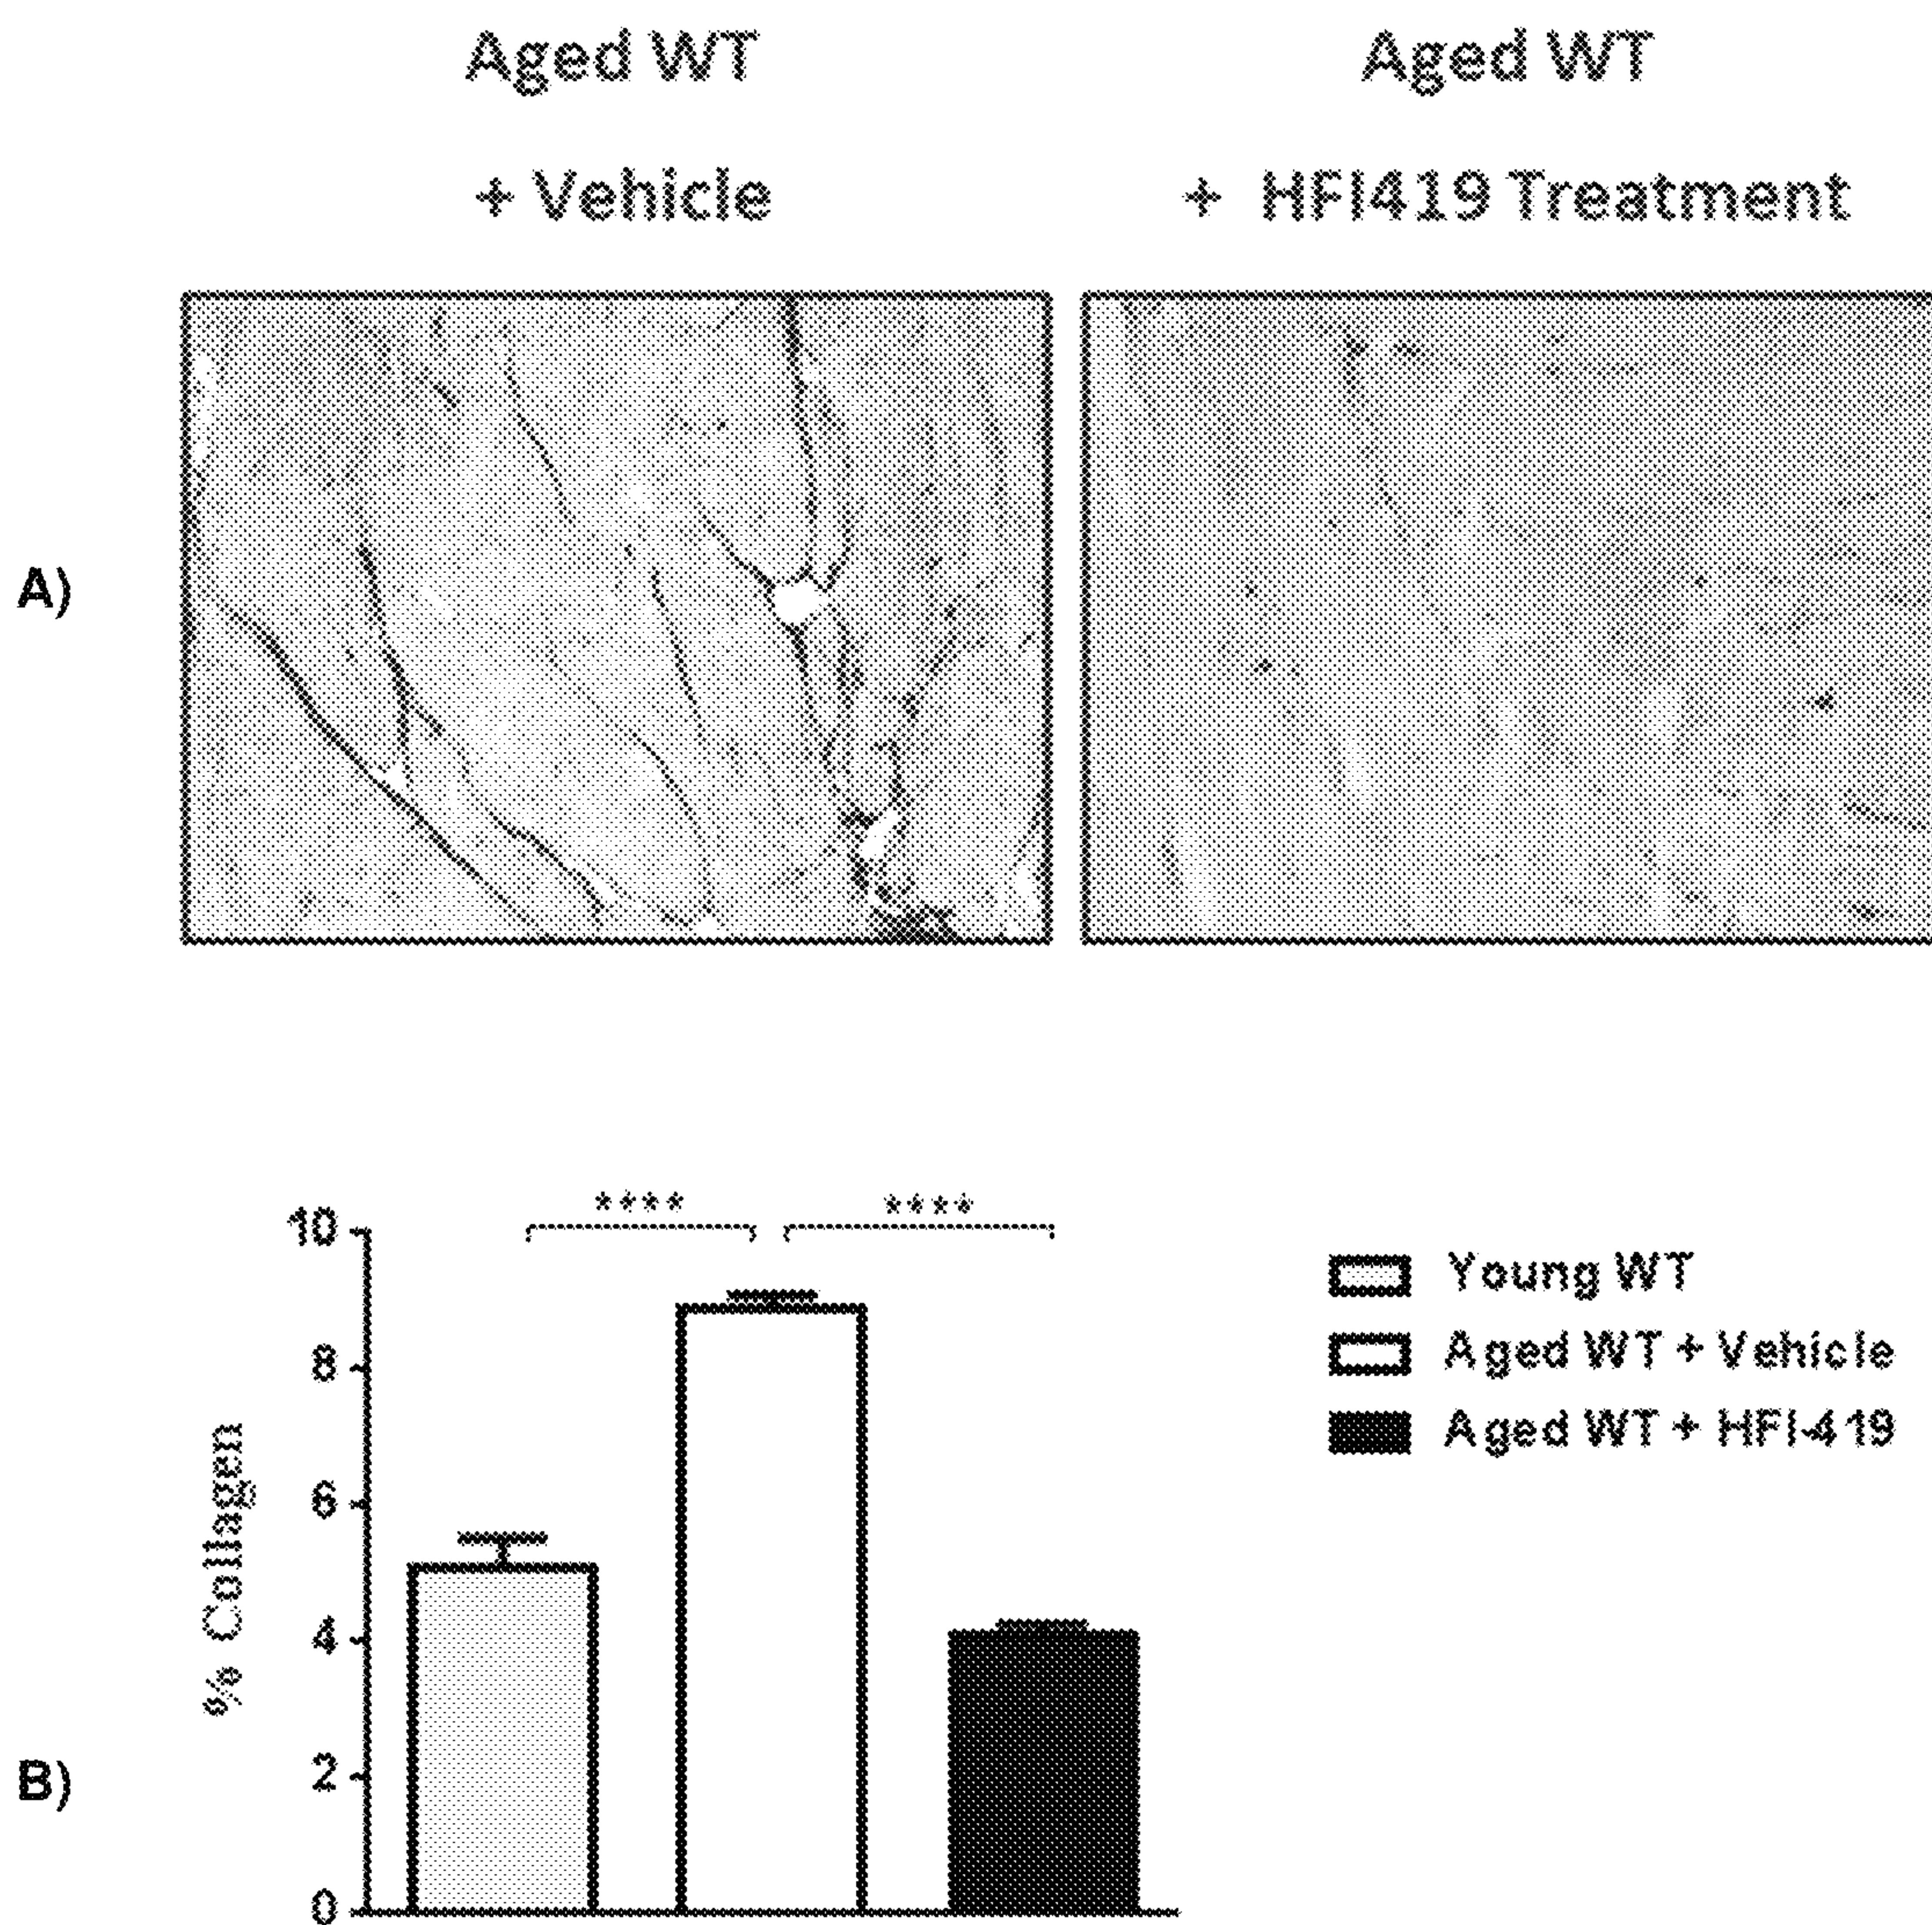 Aged WT
+ Vehicle
Aged WT
+ HFI419 Treatment
A)
B)
% Collagen
10
8
6
4
2
0
****
****
Young WT
Aged WT + Vehicle
Aged WT + HFI-419